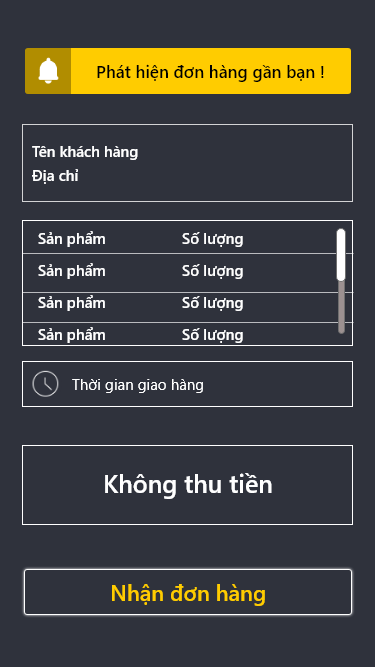 Phát hiện đơn hàng gần bạn !
Tên khách hàng
Địa chỉ
Sản phẩm Số lượng
Sản phẩm Số lượng
Sản phẩm Số lượng
Sản phẩm Số lượng
Thời gian giao hàng
Không thu tiền
Nhận đơn hàng